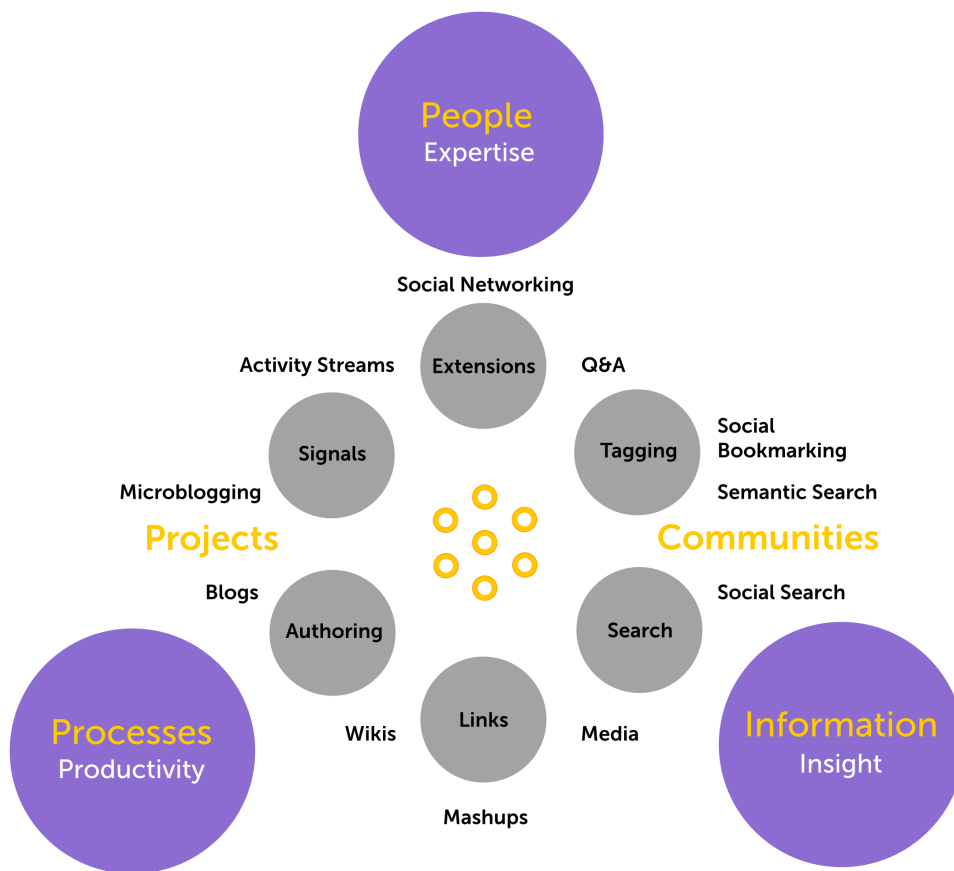 People
Expertise
Social Networking
Extensions
Activity Streams
Q&A
Signals
Tagging
Social
Bookmarking
Microblogging
Semantic Search
Projects
Communities
Blogs
Social Search
Authoring
Search
Links
Wikis
Media
Processes
Productivity
Information
Insight
Mashups